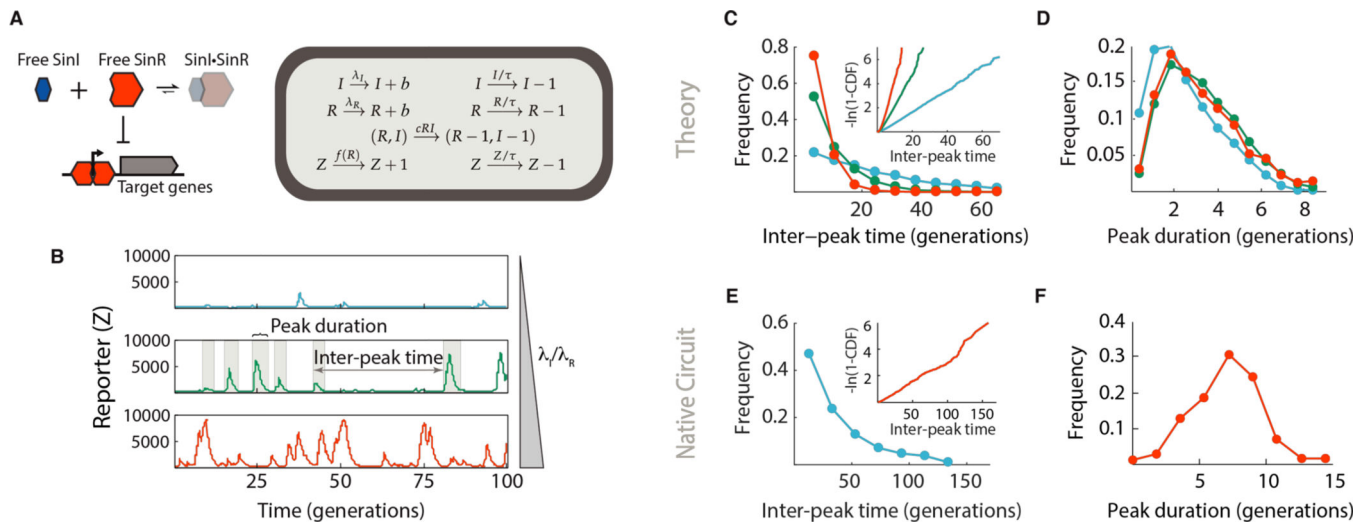 A
Free SinI
Free SinR
SinI•SinR
+
⇌
Target genes
I —λ_I→ I + b
I —I/τ→ I − 1
R —λ_R→ R + b
R —R/τ→ R − 1
(R, I) —cRI→ (R − 1, I − 1)
Z —f(R)→ Z + 1
Z —Z/τ→ Z − 1
B
Reporter (Z)
10000
5000
10000
5000
Peak duration
Inter-peak time
10000
5000
25
50
75
100
Time (generations)
λ_I/λ_R
Theory
C
Frequency
0.8
0.6
0.4
0.2
20
40
60
Inter–peak time (generations)
-ln(1-CDF)
6
4
2
20
40
60
Inter-peak time
D
Frequency
0.2
0.15
0.1
0.05
2
4
6
8
Peak duration (generations)
Native Circuit
E
Frequency
0.6
0.4
0.2
50
100
150
Inter-peak time (generations)
-ln(1-CDF)
6
4
2
50
100
150
Inter-peak time
F
Frequency
0.4
0.3
0.2
0.1
5
10
15
Peak duration (generations)